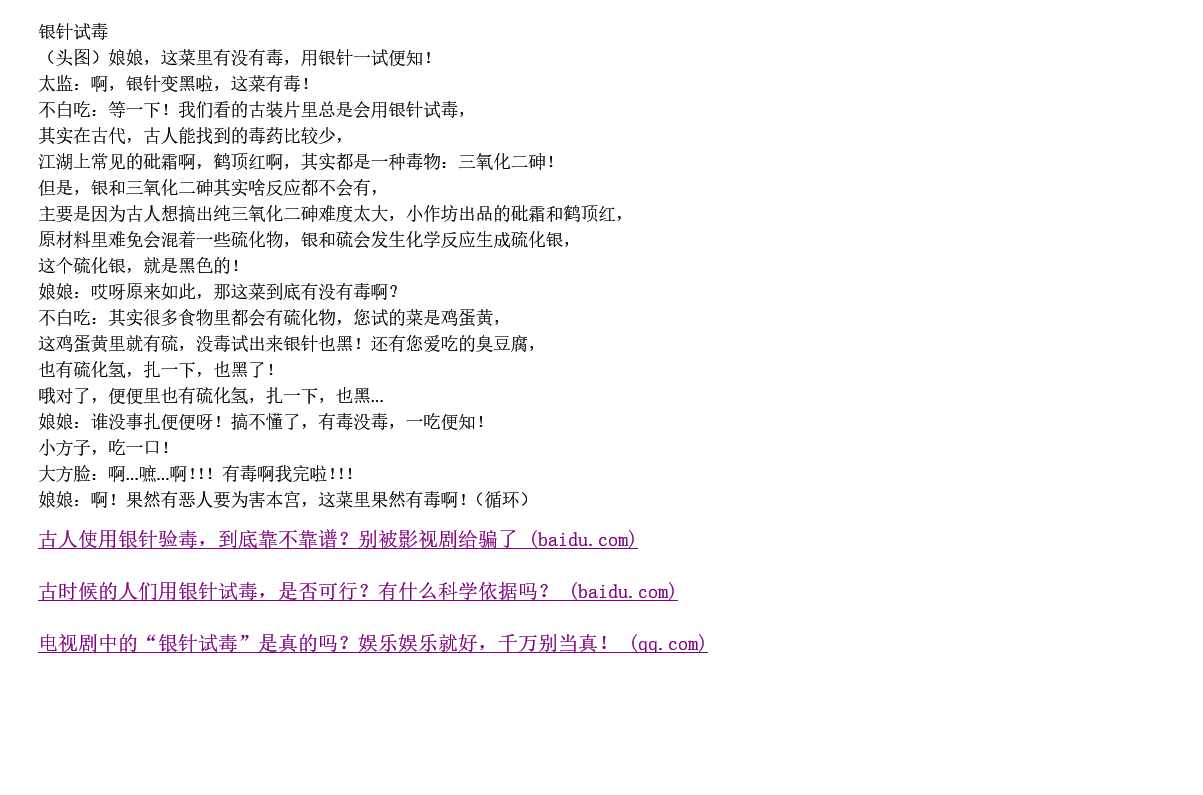 银针试毒
（头图）娘娘，这菜里有没有毒，用银针一试便知！
太监：啊，银针变黑啦，这菜有毒！
不白吃：等一下！我们看的古装片里总是会用银针试毒，
其实在古代，古人能找到的毒药比较少，
江湖上常见的砒霜啊，鹤顶红啊，其实都是一种毒物：三氧化二砷！
但是，银和三氧化二砷其实啥反应都不会有，
主要是因为古人想搞出纯三氧化二砷难度太大，小作坊出品的砒霜和鹤顶红，
原材料里难免会混着一些硫化物，银和硫会发生化学反应生成硫化银，
这个硫化银，就是黑色的！
娘娘：哎呀原来如此，那这菜到底有没有毒啊？
不白吃：其实很多食物里都会有硫化物，您试的菜是鸡蛋黄，
这鸡蛋黄里就有硫，没毒试出来银针也黑！还有您爱吃的臭豆腐，
也有硫化氢，扎一下，也黑了！
哦对了，便便里也有硫化氢，扎一下，也黑...
娘娘：谁没事扎便便呀！搞不懂了，有毒没毒，一吃便知！
小方子，吃一口！
大方脸：啊...嗻...啊!!! 有毒啊我完啦!!!
娘娘：啊！果然有恶人要为害本宫，这菜里果然有毒啊！（循环）
古人使用银针验毒，到底靠不靠谱？别被影视剧给骗了 (baidu.com)
古时候的人们用银针试毒，是否可行？有什么科学依据吗？ (baidu.com)
电视剧中的“银针试毒”是真的吗？娱乐娱乐就好，千万别当真！ (qq.com)